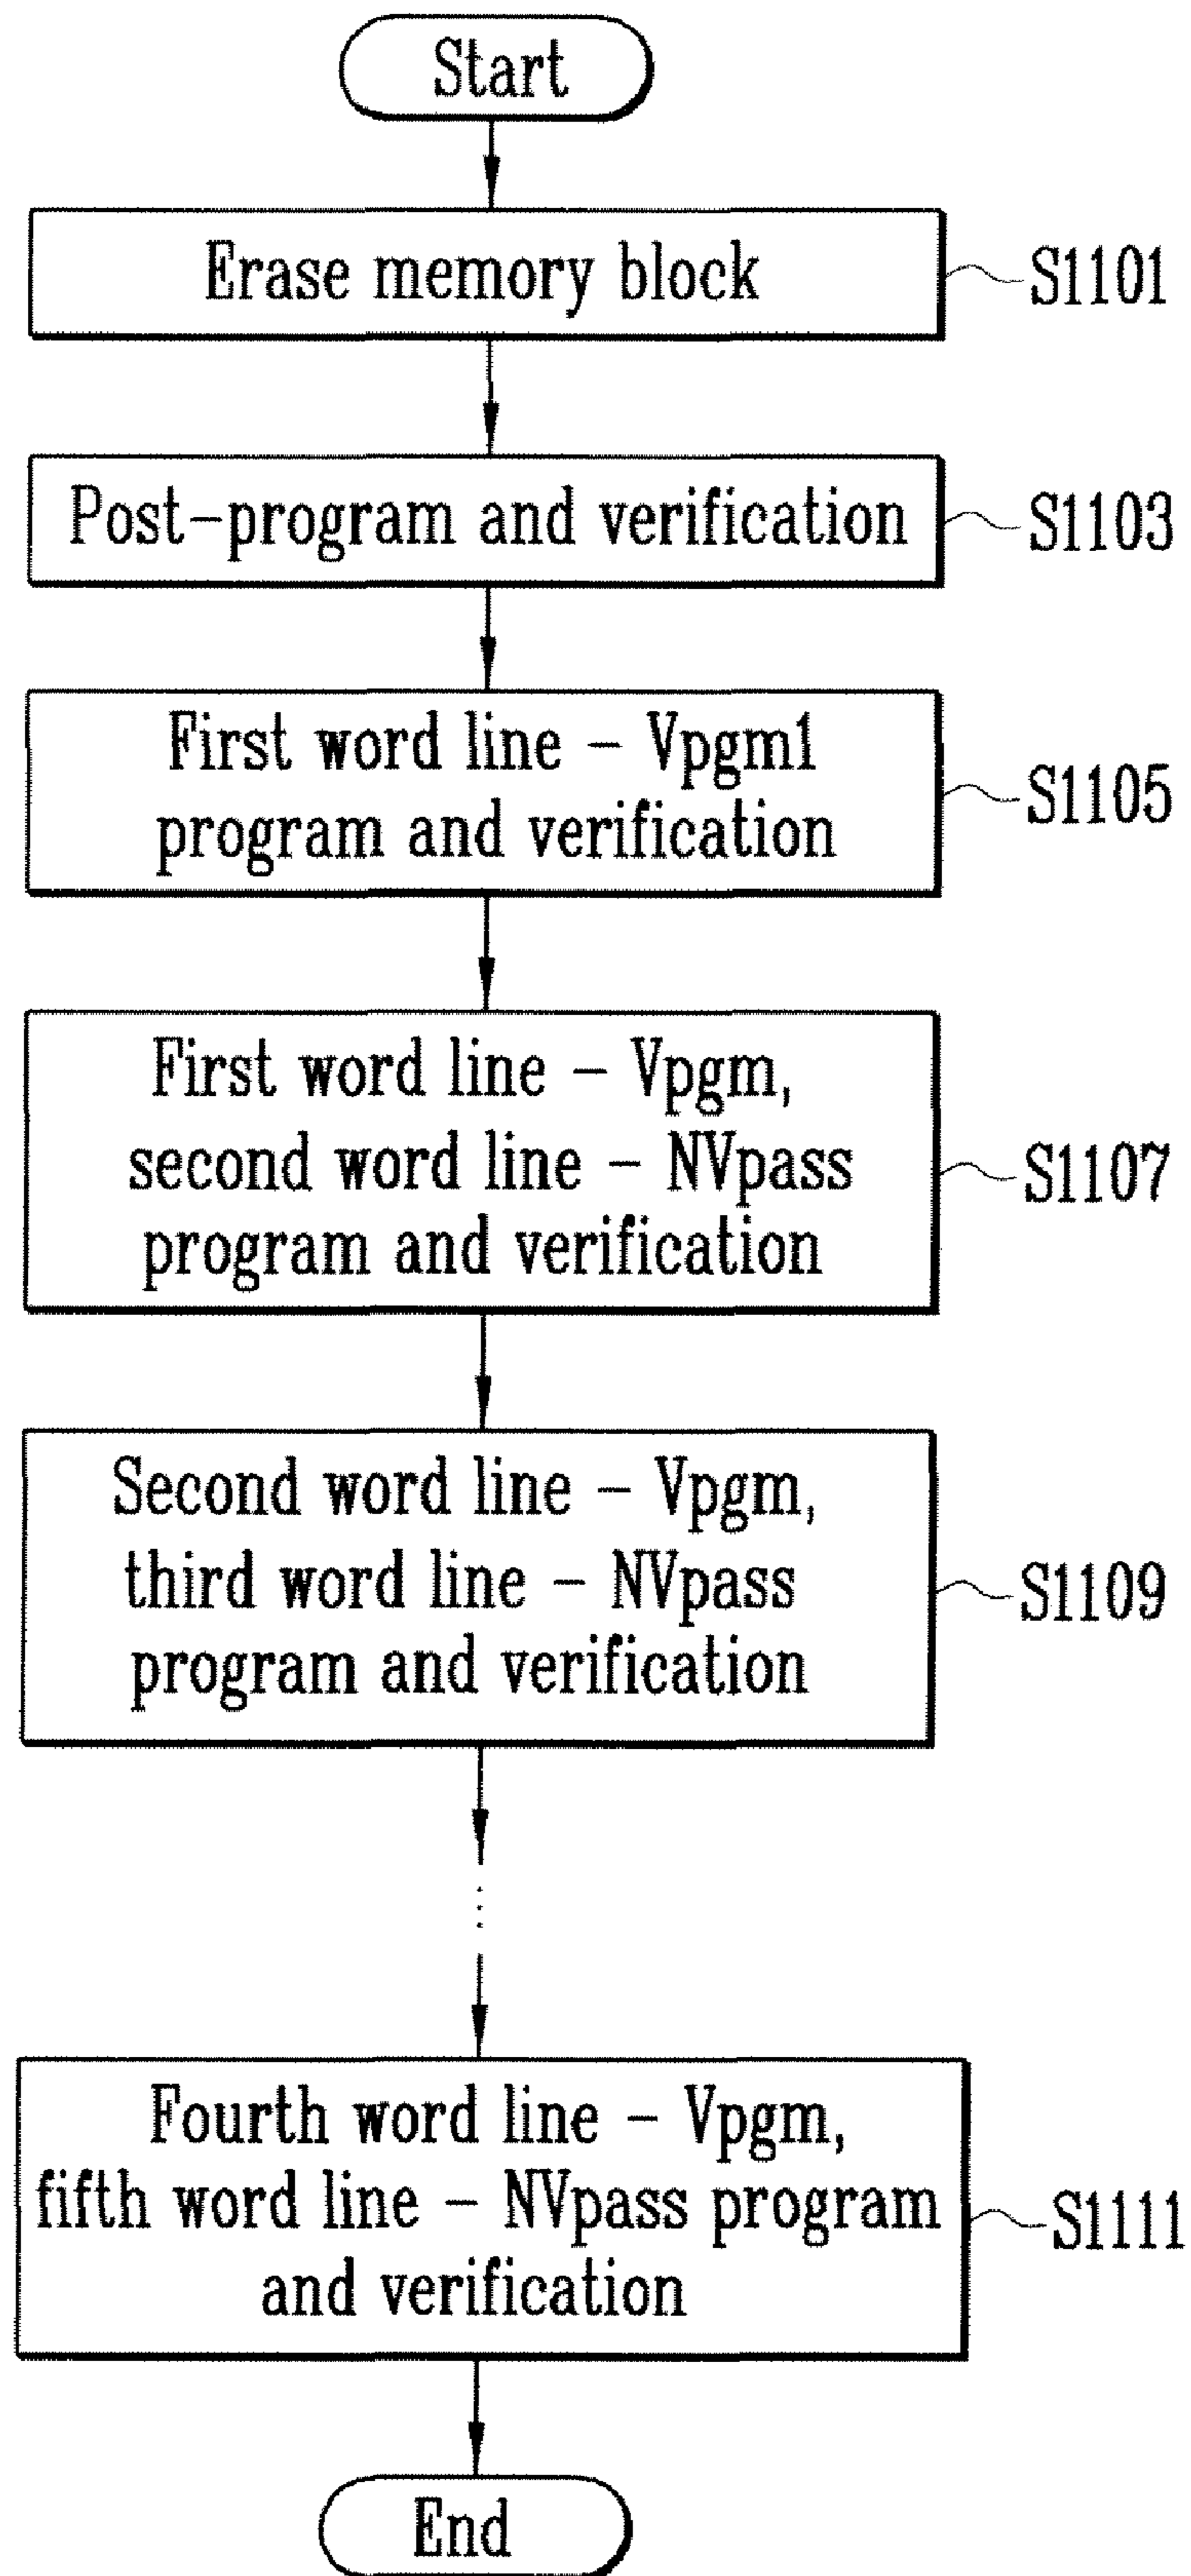 Start
Erase memory block
S1101
Post-program and verification
S1103
First word line - Vpgm1
program and verification
S1105
First word line - Vpgm,
second word line - NVpass
program and verification
S1107
Second word line - Vpgm,
third word line - NVpass
program and verification
S1109
Fourth word line - Vpgm,
fifth word line - NVpass program
and verification
S1111
End